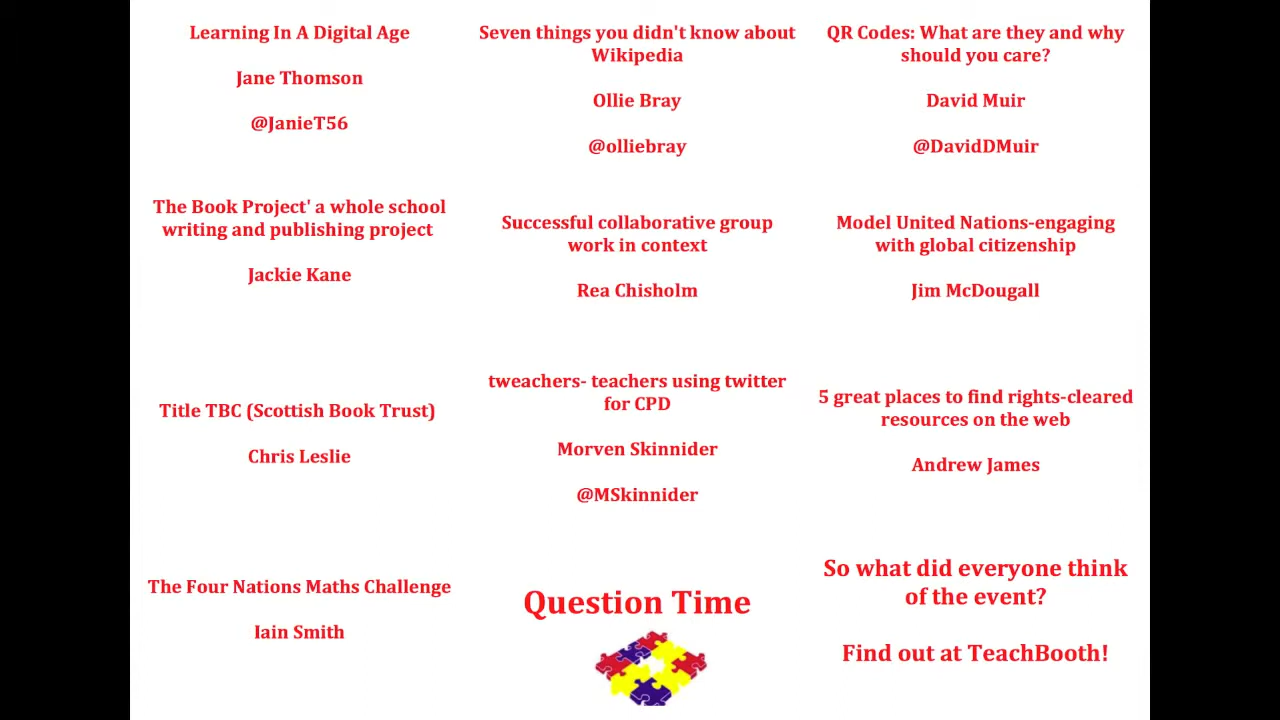 Learning In A Digital Age
Jane Thomson
@JanieT56
Seven things you didn't know about
Wikipedia
Ollie Bray
@olliebray
QR Codes: What are they and why
should you care?
David Muir
@DavidDMuir
The Book Project' a whole school
writing and publishing project
Jackie Kane
Successful collaborative group
work in context
Rea Chisholm
Model United Nations-engaging
with global citizenship
Jim McDougall
Title TBC (Scottish Book Trust)
Chris Leslie
tweachers- teachers using twitter
for CPD
Morven Skinnider
@MSkinnider
5 great places to find rights-cleared
resources on the web
Andrew James
The Four Nations Maths Challenge
Iain Smith
Question Time
So what did everyone think
of the event?
Find out at TeachBooth!